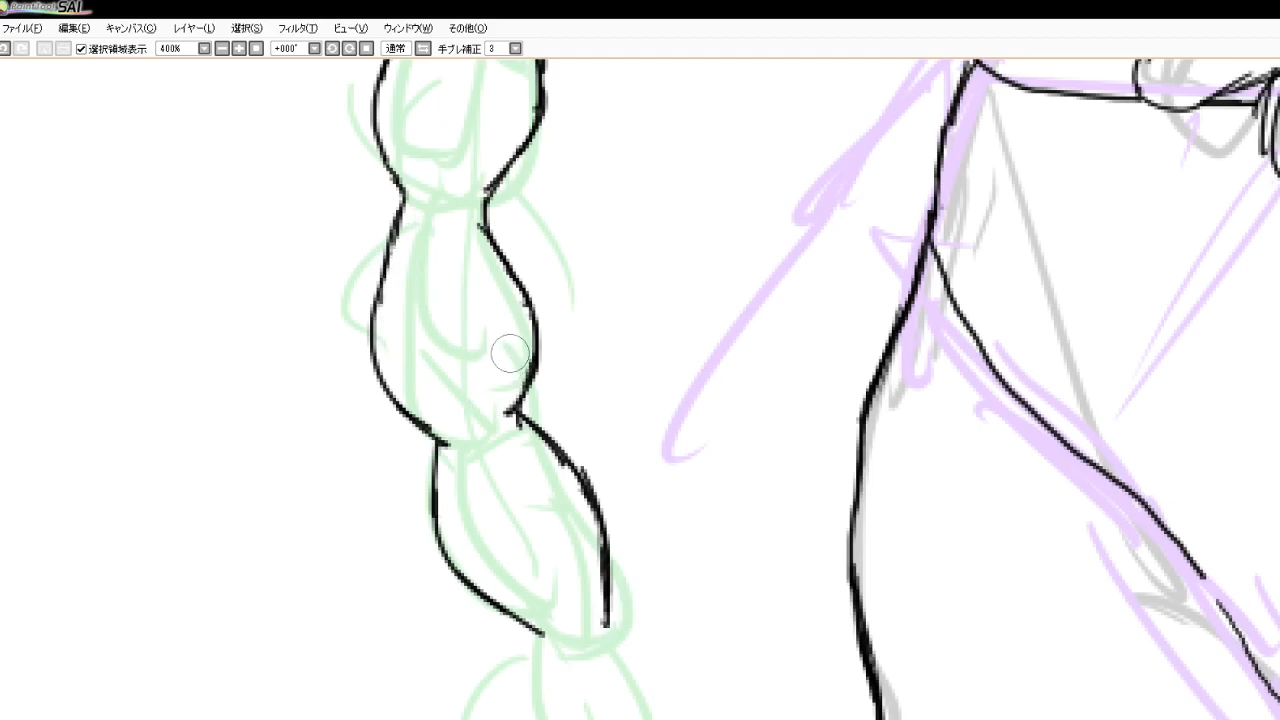 PaintTool SAI
ファイル(F) 編集(E) キャンバス(C) レイヤー(L) 選択(S) フィルタ(T) ビュー(V) ウィンドウ(W) その他(O)
選択領域表示 400% +000° 通常 手ブレ補正 3